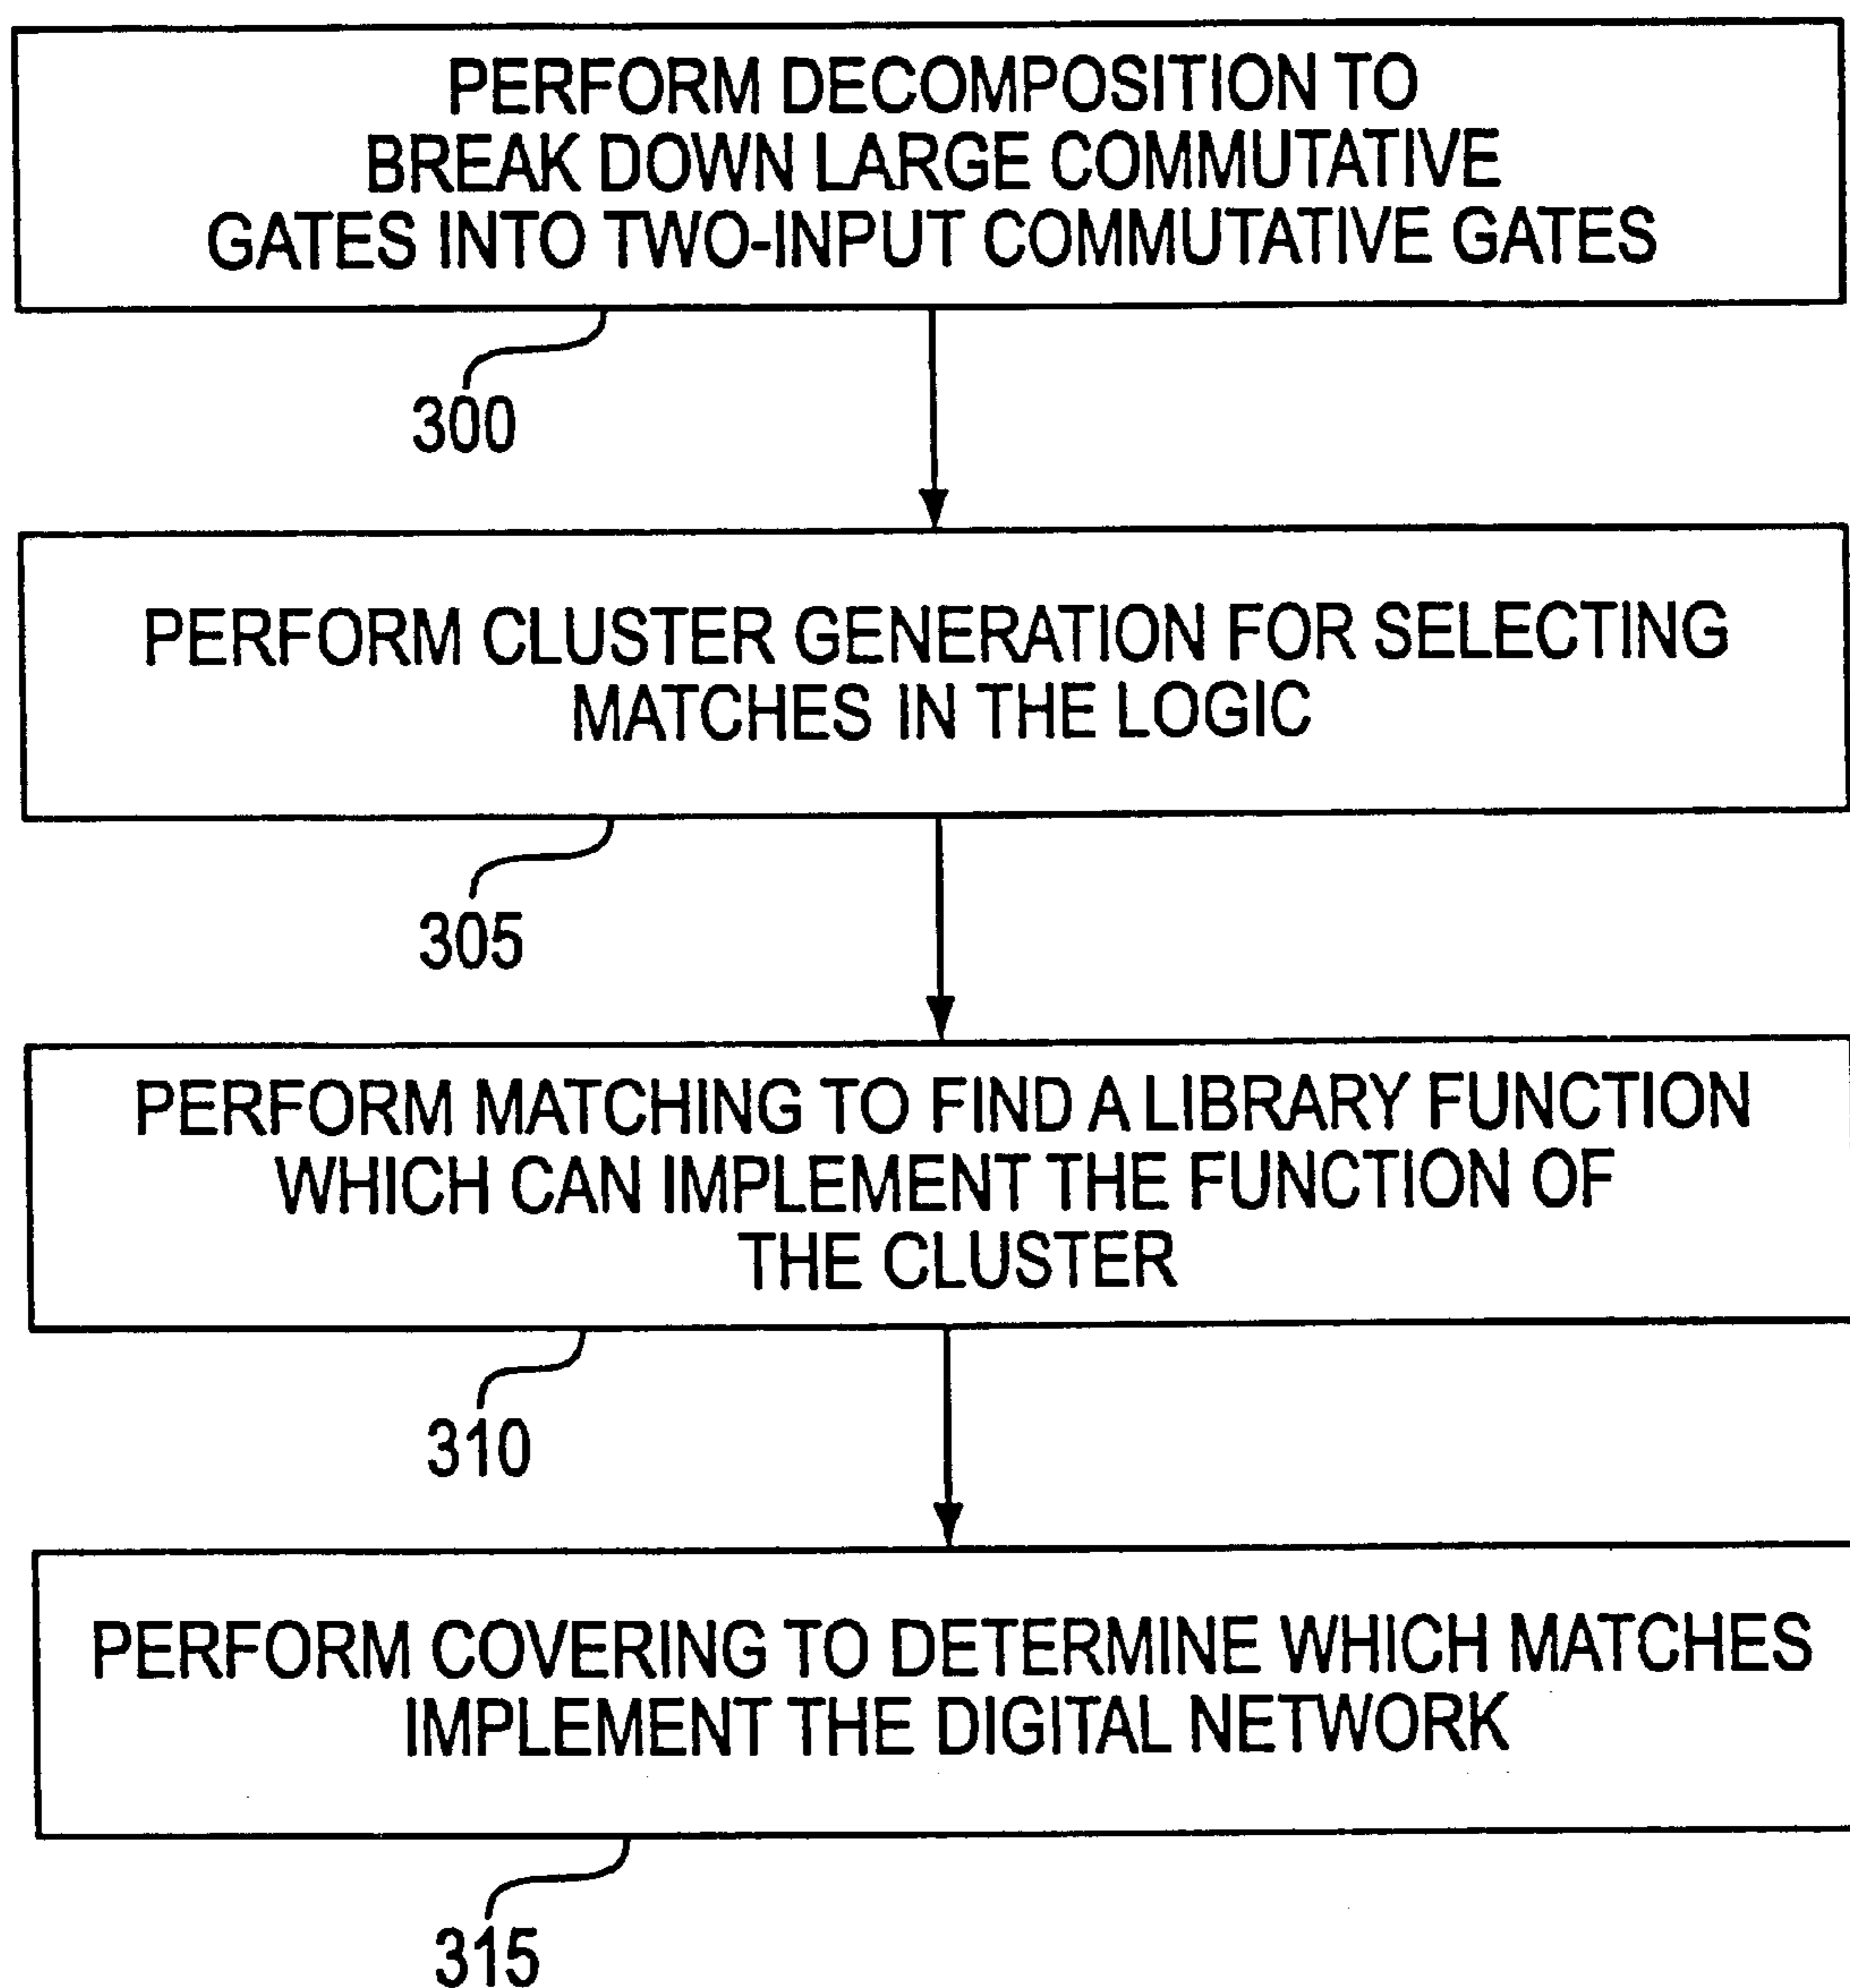 PERFORM DECOMPOSITION TO
BREAK DOWN LARGE COMMUTATIVE
GATES INTO TWO-INPUT COMMUTATIVE GATES
300
PERFORM CLUSTER GENERATION FOR SELECTING
MATCHES IN THE LOGIC
305
PERFORM MATCHING TO FIND A LIBRARY FUNCTION
WHICH CAN IMPLEMENT THE FUNCTION OF
THE CLUSTER
310
PERFORM COVERING TO DETERMINE WHICH MATCHES
IMPLEMENT THE DIGITAL NETWORK
315